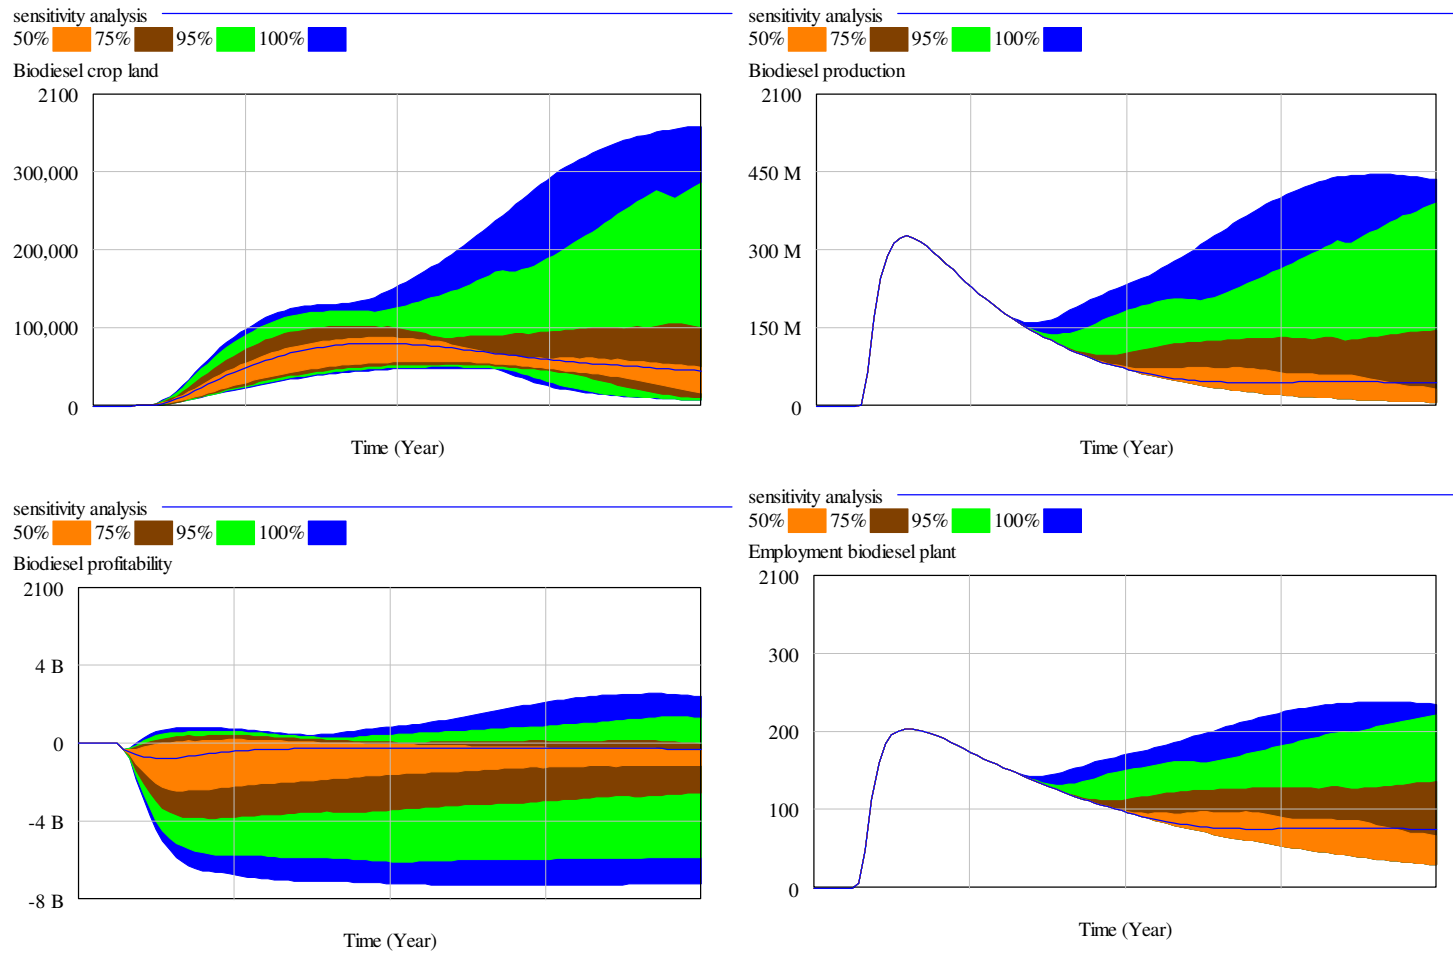 sensitivity analysis
50% 75% 95% 100%
Biodiesel crop land
2100
300,000
200,000
100,000
0
Time (Year)
sensitivity analysis
50% 75% 95% 100%
Biodiesel production
2100
450 M
300 M
150 M
0
Time (Year)
sensitivity analysis
50% 75% 95% 100%
Biodiesel profitability
2100
4 B
0
-4 B
-8 B
Time (Year)
sensitivity analysis
50% 75% 95% 100%
Employment biodiesel plant
2100
300
200
100
0
Time (Year)